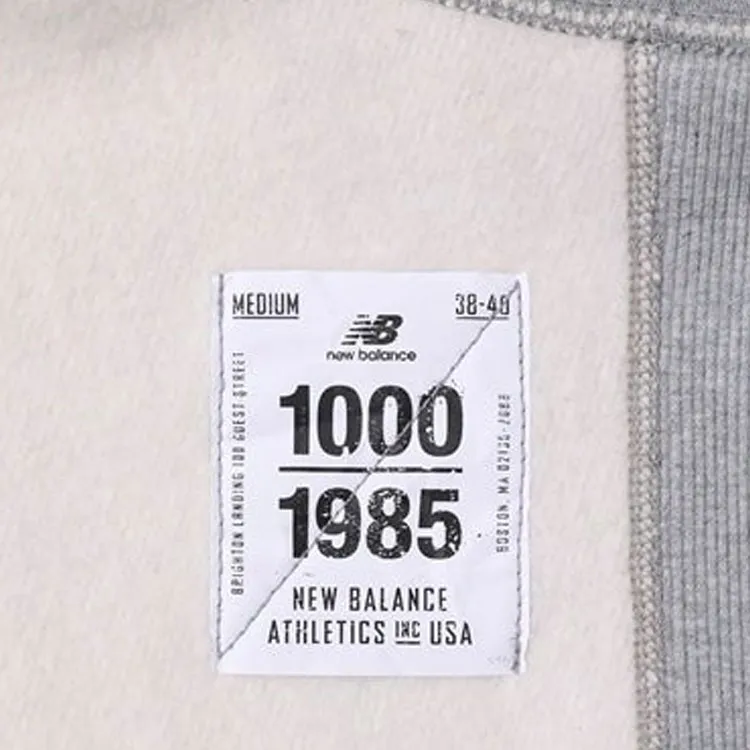 MEDIUM
38-40
NB
new balance
1000
1985
BRIGHTON LANDING 100 GUEST STREET
BOSTON, MA 02135-2088
NEW BALANCE
ATHLETICS INC USA